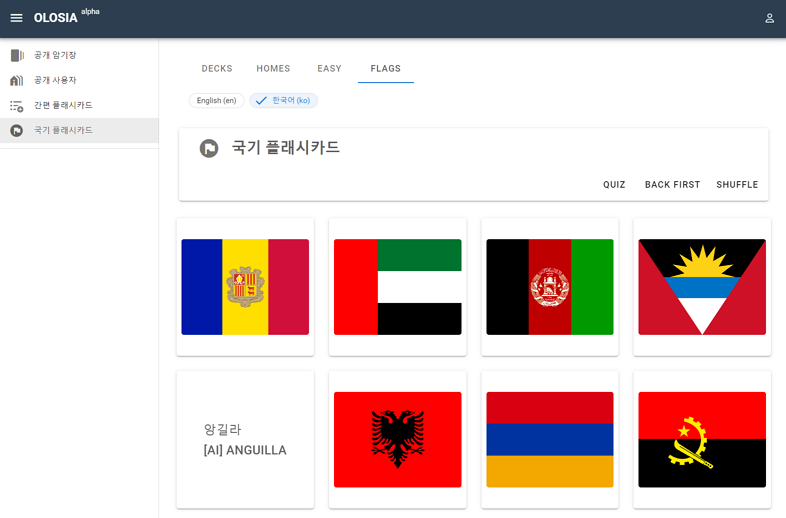 OLOSIA alpha
공개 암기장
공개 사용자
간편 플래시카드
국기 플래시카드
DECKS HOMES EASY FLAGS
English (en) 한국어 (ko)
국기 플래시카드
QUIZ BACK FIRST SHUFFLE
앙길라
[AI] ANGUILLA